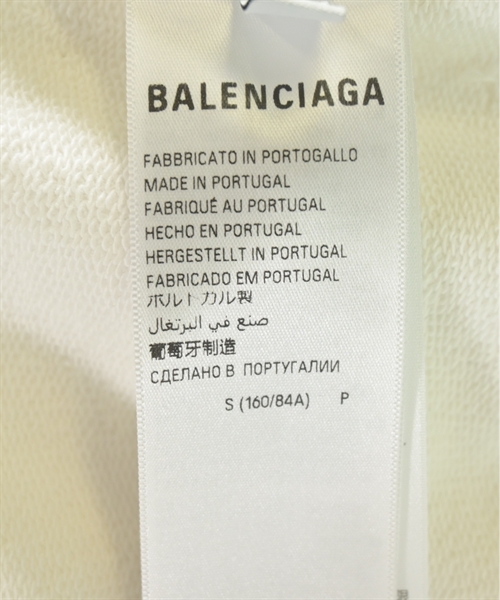 BALENCIAGA
FABBRICATO IN PORTOGALLO
MADE IN PORTUGAL
FABRIQUÉ AU PORTUGAL
HECHO EN PORTUGAL
HERGESTELLT IN PORTUGAL
FABRICADO EM PORTUGAL
ポルトガル製
صنع في البرتغال
葡萄牙制造
СДЕЛАНО В ПОРТУГАЛИИ
S (160/84A) P